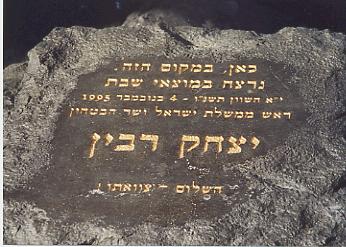 כאן, במקום הזה,
נרצח במוצאי שבת
י״א חשוון תשנ״ו - 4 בנובמבר 1995
ראש ממשלת ישראל ושר הבטחון
יצחק רבין
השלום - צוואתו